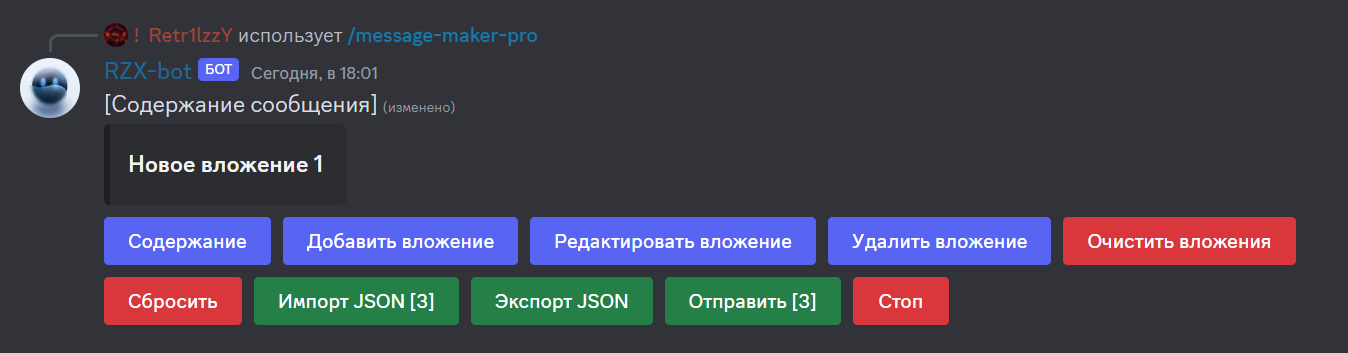 ! Retr1lzzY использует /message-maker-pro
RZX-bot БОТ Сегодня, в 18:01
[Содержание сообщения] (изменено)
Новое вложение 1
Содержание Добавить вложение Редактировать вложение Удалить вложение Очистить вложения
Сбросить Импорт JSON [3] Экспорт JSON Отправить [3] Стоп